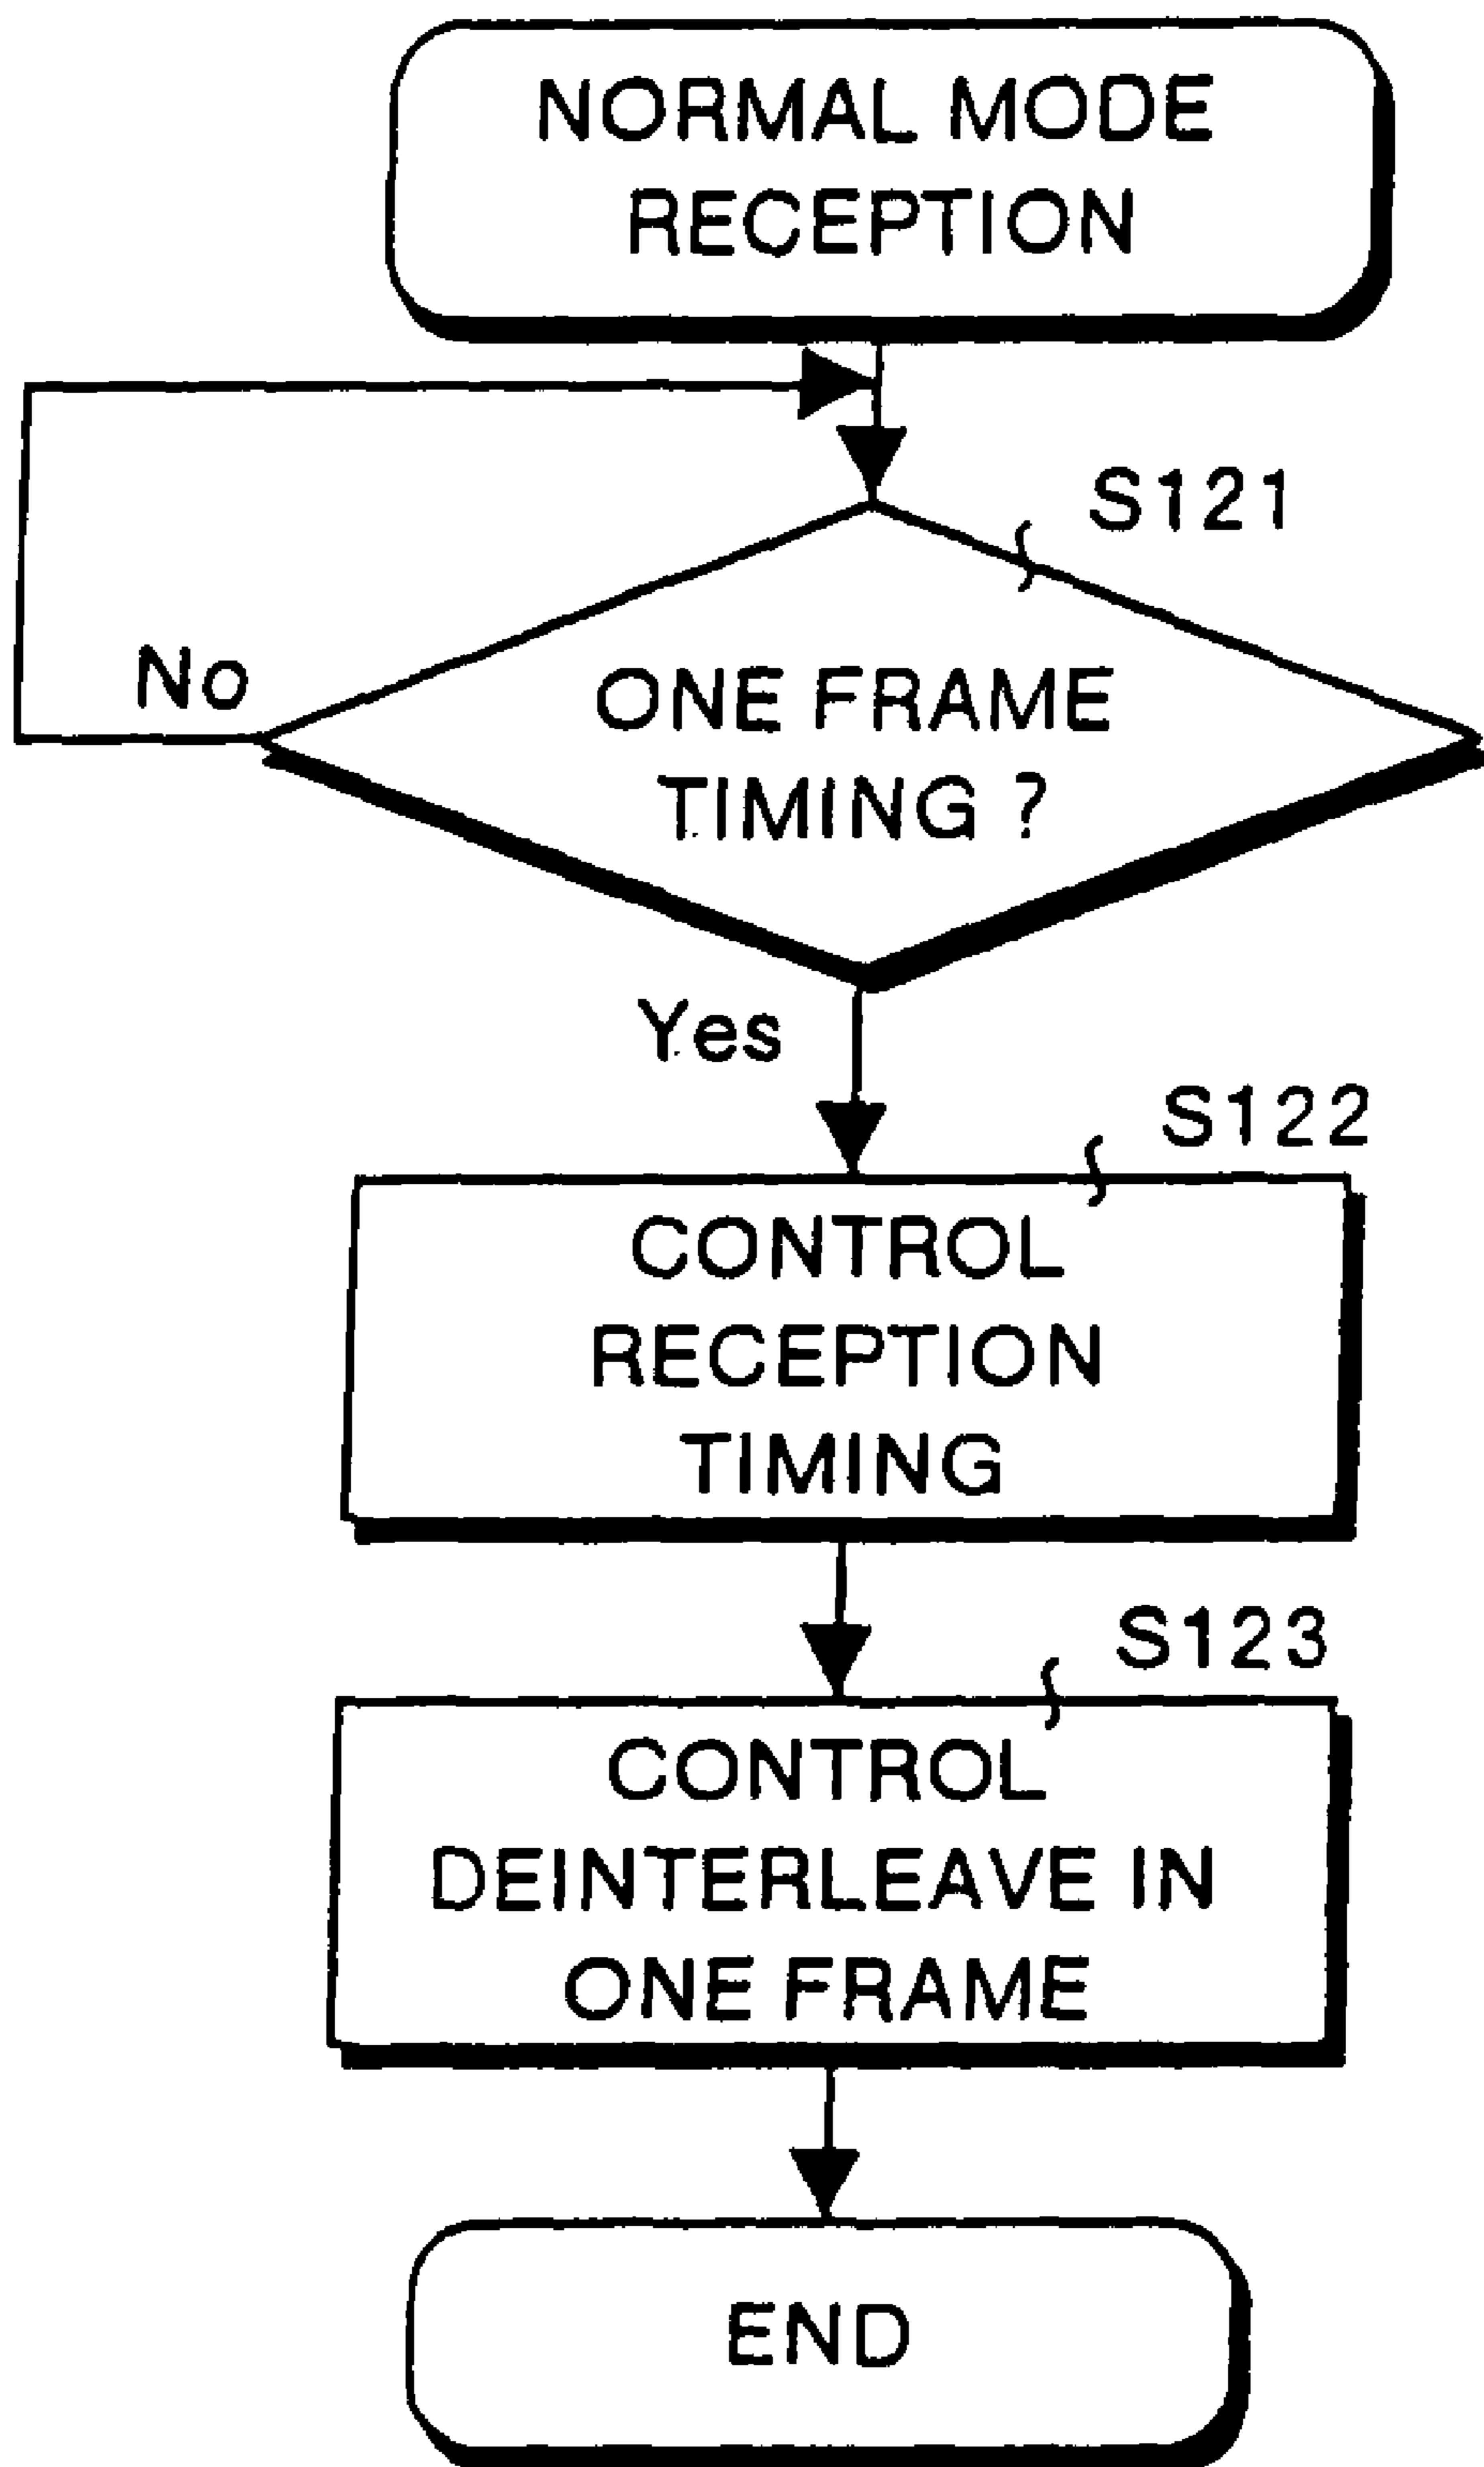 NORMAL MODE
RECEPTION
S121
No
ONE FRAME
TIMING ?
Yes
S122
CONTROL
RECEPTION
TIMING
S123
CONTROL
DEINTERLEAVE IN
ONE FRAME
END